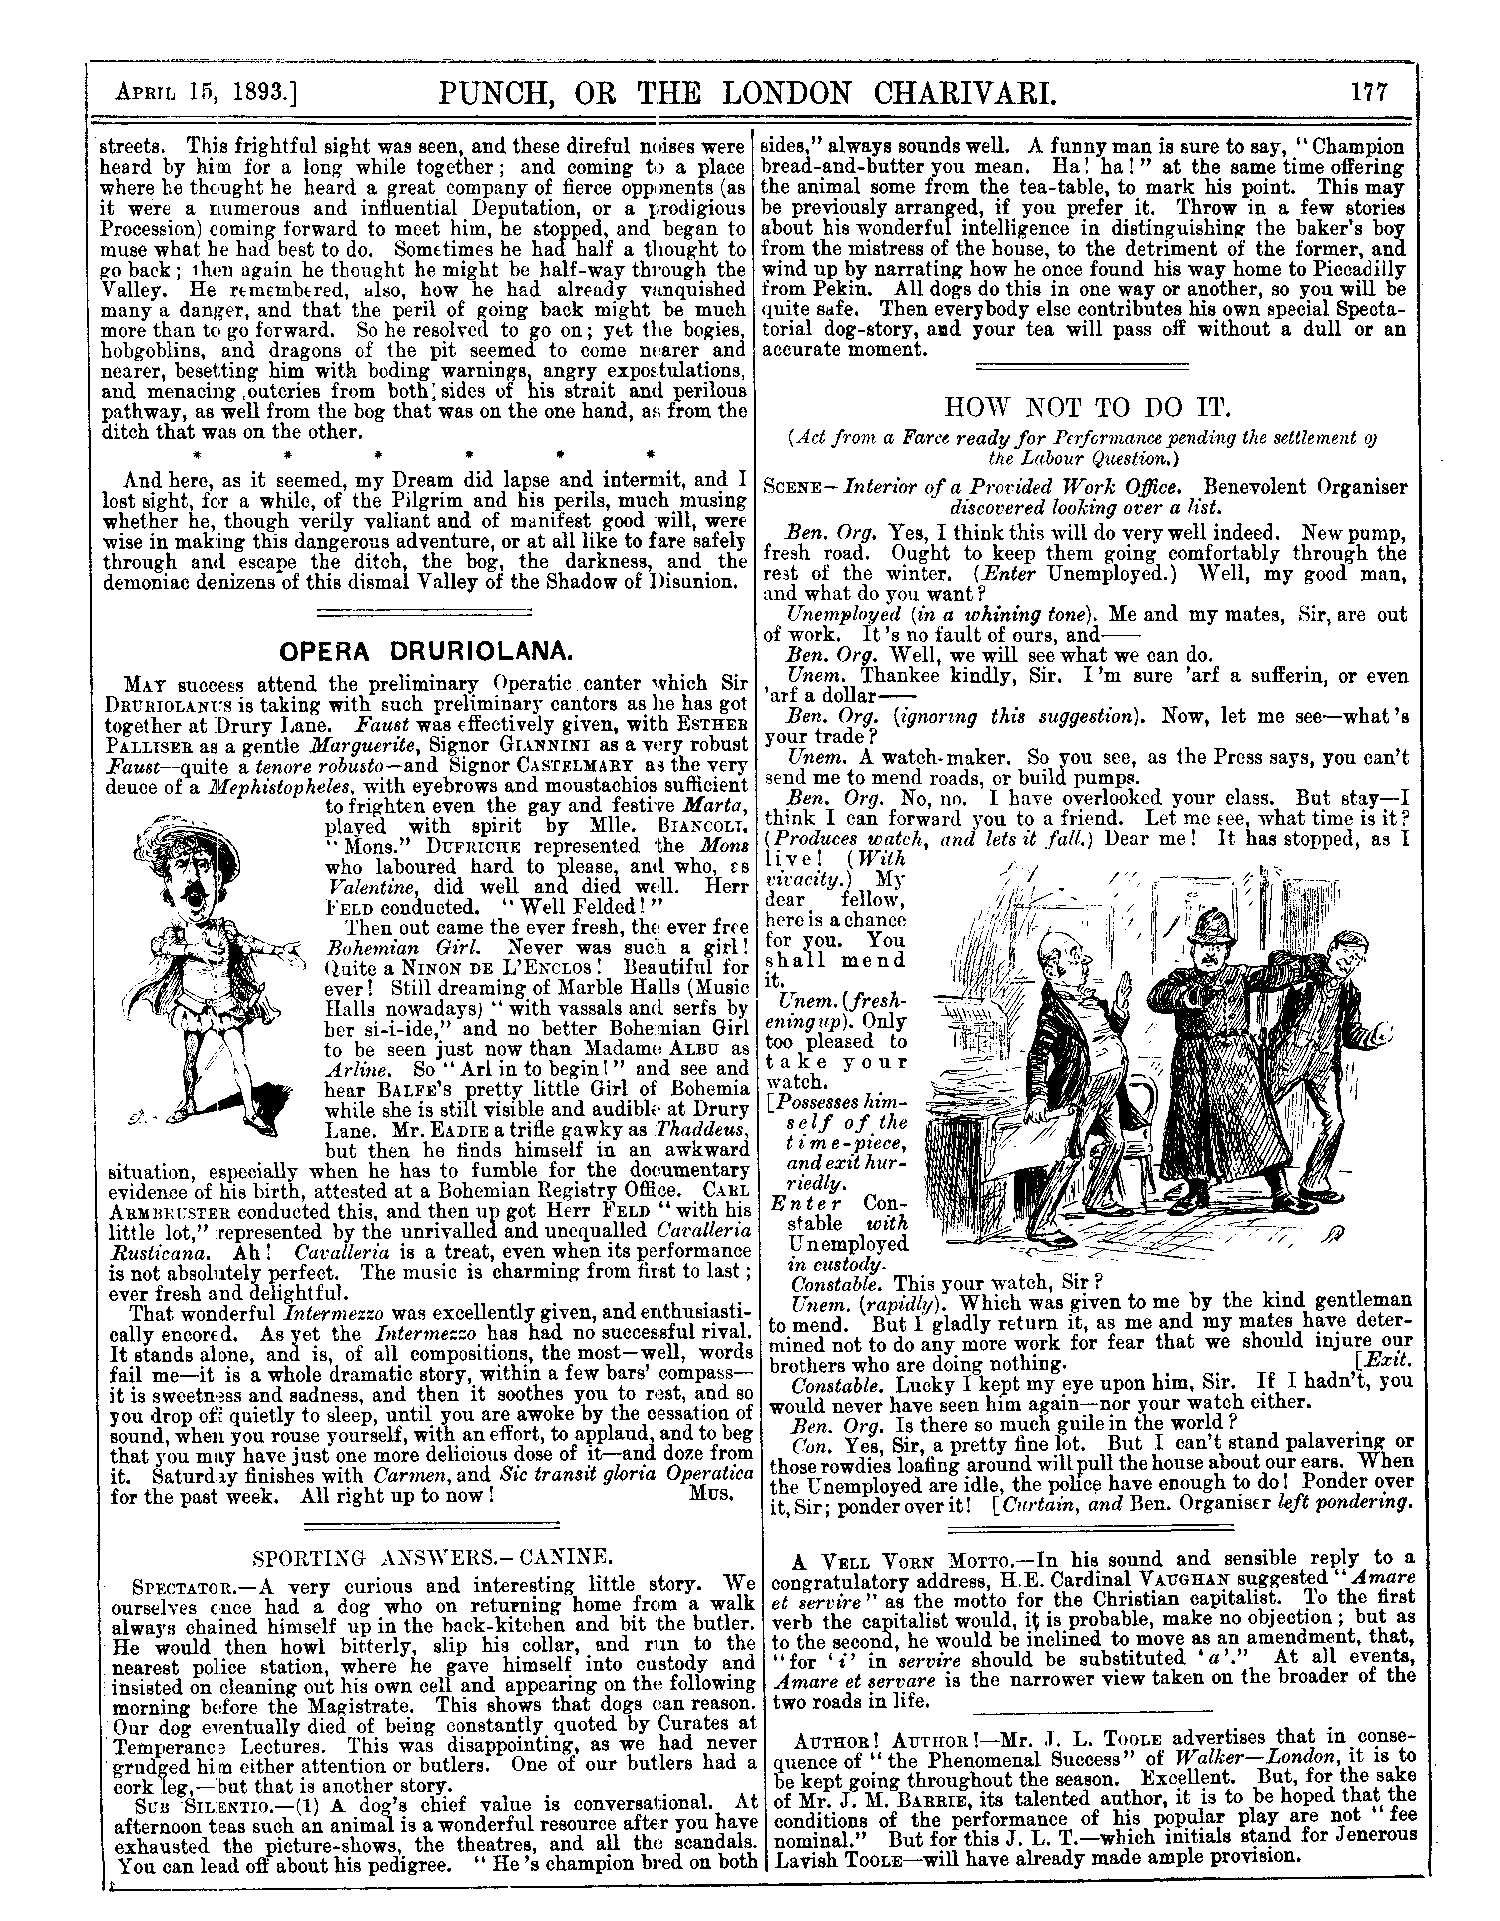 APRIL 15, 1893.]
PUNCH, OR THE LONDON CHARIVARI.
177
streets. This frightful sight was seen, and these direful noises were
heard by him for a long while together; and coming to a place
where he thought he heard a great company of fierce opponents (as
it were a numerous and influential Deputation, or a prodigious
Procession) coming forward to meet him, he stopped, and began to
muse what he had best to do. Sometimes he had half a thought to
go back; then again he thought he might be half-way through the
Valley. He remembered, also, how he had already vanquished
many a danger, and that the peril of going back might be much
more than to go forward. So he resolved to go on; yet the bogies,
hobgoblins, and dragons of the pit seemed to come nearer and
nearer, besetting him with boding warnings, angry expostulations,
and menacing outcries from both sides of his strait and perilous
pathway, as well from the bog that was on the one hand, as from the
ditch that was on the other.
* * * * * *
And here, as it seemed, my Dream did lapse and intermit, and I
lost sight, for a while, of the Pilgrim and his perils, much musing
whether he, though verily valiant and of manifest good will, were
wise in making this dangerous adventure, or at all like to fare safely
through and escape the ditch, the bog, the darkness, and the
demoniac denizens of this dismal Valley of the Shadow of Disunion.
OPERA DRURIOLANA.
MAY success attend the preliminary Operatic canter which Sir
DRURIOLANUS is taking with such preliminary cantors as he has got
together at Drury Lane. Faust was effectively given, with ESTHER
PALLISER as a gentle Marguerite, Signor GIANNINI as a very robust
Faust—quite a tenore robusto—and Signor CASTELMARY as the very
deuce of a Mephistopheles, with eyebrows and moustachios sufficient
to frighten even the gay and festive Marta,
played with spirit by Mlle. BIANCOLI.
"Mons." DUFRICHE represented the Mons
who laboured hard to please, and who, as
Valentine, did well and died well. Herr
FELD conducted. "Well Felded!"
Then out came the ever fresh, the ever free
Bohemian Girl. Never was such a girl!
Quite a NINON DE L'ENCLOS! Beautiful for
ever! Still dreaming of Marble Halls (Music
Halls nowadays) "with vassals and serfs by
her si-i-ide," and no better Bohemian Girl
to be seen just now than Madame ALBU as
Arline. So "Arl in to begin!" and see and
hear BALFE'S pretty little Girl of Bohemia
while she is still visible and audible at Drury
Lane. Mr. EADIE a trifle gawky as Thaddeus,
but then he finds himself in an awkward
situation, especially when he has to fumble for the documentary
evidence of his birth, attested at a Bohemian Registry Office. CARL
ARMBRUSTER conducted this, and then up got Herr FELD "with his
little lot," represented by the unrivalled and unequalled Cavalleria
Rusticana. Ah! Cavalleria is a treat, even when its performance
is not absolutely perfect. The music is charming from first to last;
ever fresh and delightful.
That wonderful Intermezzo was excellently given, and enthusiasti-
cally encored. As yet the Intermezzo has had no successful rival.
It stands alone, and is, of all compositions, the most—well, words
fail me—it is a whole dramatic story, within a few bars' compass—
it is sweetness and sadness, and then it soothes you to rest, and so
you drop off quietly to sleep, until you are awoke by the cessation of
sound, when you rouse yourself, with an effort, to applaud, and to beg
that you may have just one more delicious dose of it—and doze from
it. Saturday finishes with Carmen, and Sic transit gloria Operatica
for the past week. All right up to now! MUS.
SPORTING ANSWERS.—CANINE.
SPECTATOR.—A very curious and interesting little story. We
ourselves once had a dog who on returning home from a walk
always chained himself up in the back-kitchen and bit the butler.
He would then howl bitterly, slip his collar, and run to the
nearest police station, where he gave himself into custody and
insisted on cleaning out his own cell and appearing on the following
morning before the Magistrate. This shows that dogs can reason.
Our dog eventually died of being constantly quoted by Curates at
Temperance Lectures. This was disappointing, as we had never
grudged him either attention or butlers. One of our butlers had a
cork leg,—but that is another story.
SUB SILENTIO.—(1) A dog's chief value is conversational. At
afternoon teas such an animal is a wonderful resource after you have
exhausted the picture-shows, the theatres, and all the scandals.
You can lead off about his pedigree. "He's champion bred on both
sides," always sounds well. A funny man is sure to say, "Champion
bread-and-butter you mean. Ha! ha!" at the same time offering
the animal some from the tea-table, to mark his point. This may
be previously arranged, if you prefer it. Throw in a few stories
about his wonderful intelligence in distinguishing the baker's boy
from the mistress of the house, to the detriment of the former, and
wind up by narrating how he once found his way home to Piccadilly
from Pekin. All dogs do this in one way or another, so you will be
quite safe. Then everybody else contributes his own special Specta-
torial dog-story, and your tea will pass off without a dull or an
accurate moment.
HOW NOT TO DO IT.
(Act from a Farce ready for Performance pending the settlement of
the Labour Question.)
SCENE—Interior of a Provided Work Office. Benevolent Organiser
discovered looking over a list.
Ben. Org. Yes, I think this will do very well indeed. New pump,
fresh road. Ought to keep them going comfortably through the
rest of the winter. (Enter Unemployed.) Well, my good man,
and what do you want?
Unemployed (in a whining tone). Me and my mates, Sir, are out
of work. It's no fault of ours, and——
Ben. Org. Well, we will see what we can do.
Unem. Thankee kindly, Sir. I'm sure 'arf a sufferin, or even
'arf a dollar——
Ben. Org. (ignoring this suggestion). Now, let me see—what's
your trade?
Unem. A watch-maker. So you see, as the Press says, you can't
send me to mend roads, or build pumps.
Ben. Org. No, no. I have overlooked your class. But stay—I
think I can forward you to a friend. Let me see, what time is it?
(Produces watch, and lets it fall.) Dear me! It has stopped, as I
live! (With
vivacity.) My
dear fellow,
here is a chance
for you. You
shall mend
it.
Unem. (fresh-
ening up). Only
too pleased to
take your
watch.
[Possesses him-
self of the
time-piece,
and exit hur-
riedly.
Enter Con-
stable with
Unemployed
in custody.
Constable. This your watch, Sir?
Unem. (rapidly). Which was given to me by the kind gentleman
to mend. But I gladly return it, as me and my mates have deter-
mined not to do any more work for fear that we should injure our
brothers who are doing nothing. [Exit.
Constable. Lucky I kept my eye upon him, Sir. If I hadn't, you
would never have seen him again—nor your watch either.
Ben. Org. Is there so much guile in the world?
Con. Yes, Sir, a pretty fine lot. But I can't stand palavering or
those rowdies loafing around will pull the house about our ears. When
the Unemployed are idle, the police have enough to do! Ponder over
it, Sir; ponder over it! [Curtain, and Ben. Organiser left pondering.
A VELL VORN MOTTO.—In his sound and sensible reply to a
congratulatory address, H.E. Cardinal VAUGHAN suggested "Amare
et servire" as the motto for the Christian capitalist. To the first
verb the capitalist would, it is probable, make no objection; but as
to the second, he would be inclined to move as an amendment, that,
"for 'i' in servire should be substituted 'a'." At all events,
Amare et servare is the narrower view taken on the broader of the
two roads in life.
AUTHOR! AUTHOR!—Mr. J. L. TOOLE advertises that in conse-
quence of "the Phenomenal Success" of Walker—London, it is to
be kept going throughout the season. Excellent. But, for the sake
of Mr. J. M. BARRIE, its talented author, it is to be hoped that the
conditions of the performance of his popular play are not "fee
nominal." But for this J. L. T.—which initials stand for Jenerous
Lavish TOOLE—will have already made ample provision.